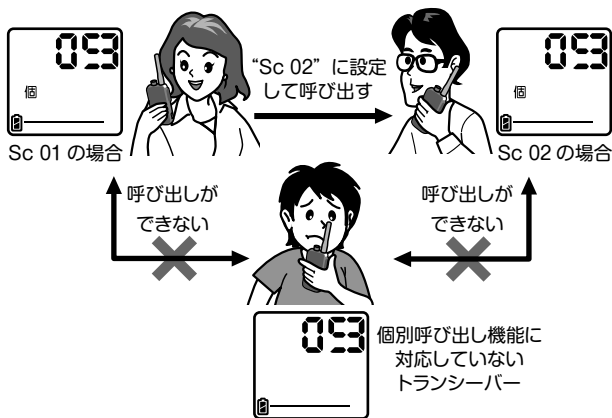 09
個
Sc 01 の場合
“Sc 02” に設定
して呼び出す
09
個
Sc 02 の場合
呼び出しが
できない
呼び出しが
できない
09
個別呼び出し機能に
対応していない
トランシーバー